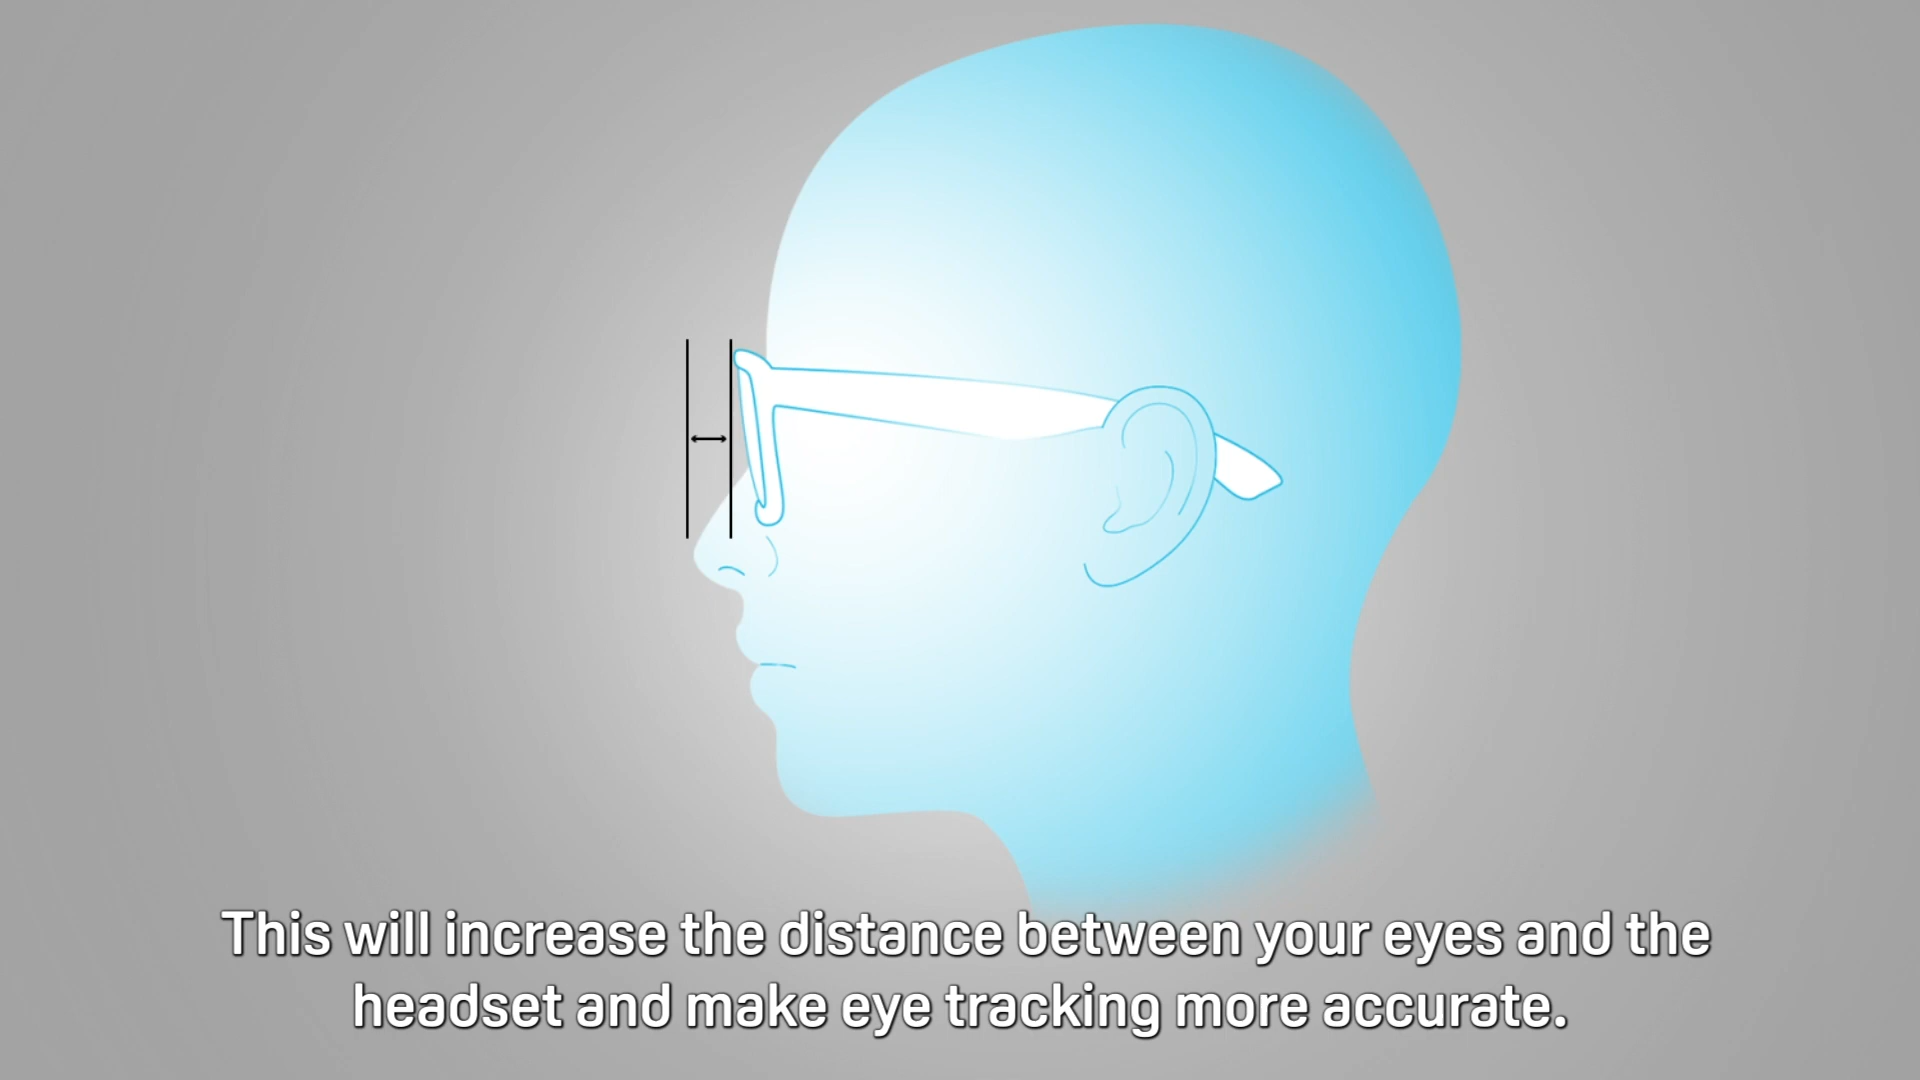 This will increase the distance between your eyes and the
headset and make eye tracking more accurate.